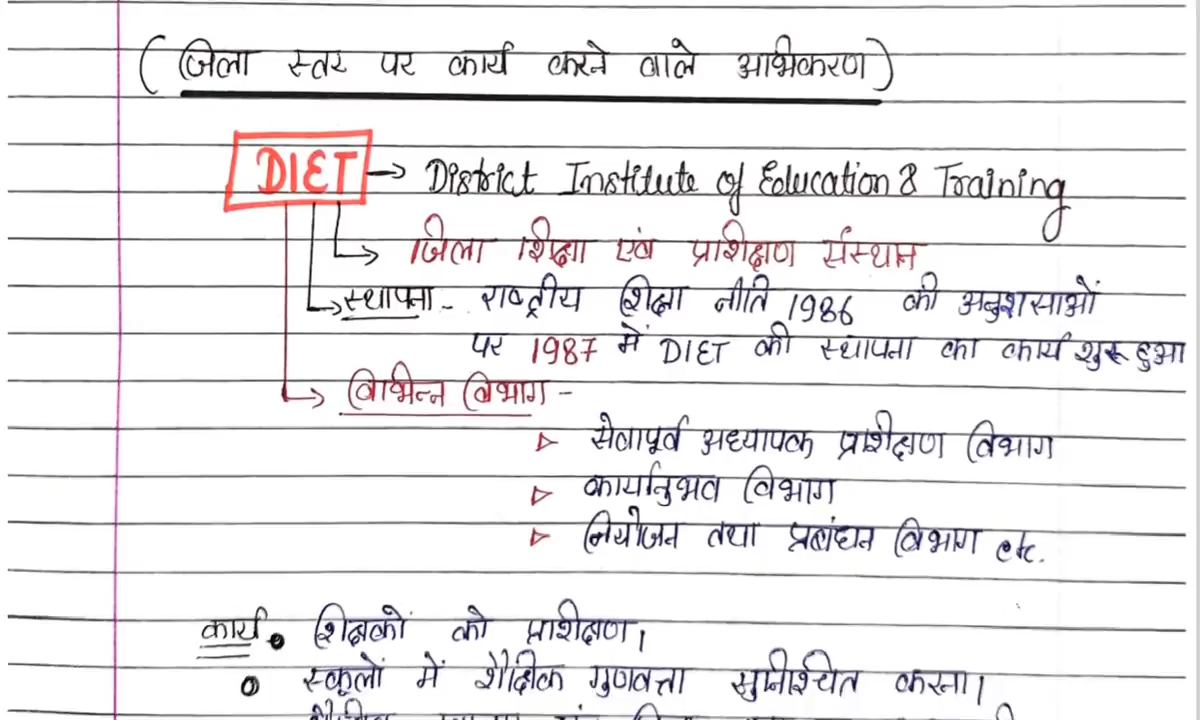 (जिला स्तर पर कार्य करने वाले अभिकरण)
DIET → District Institute of Education & Training
जिला शिक्षा एवं प्रशिक्षण संस्थान
स्थापना - राष्ट्रीय शिक्षा नीति 1986 की अनुशसाओं
पर 1987 में DIET की स्थापना का कार्य शुरू हुआ
विभिन्न विभाग -
सेवापूर्व अध्यापक प्रशिक्षण विभाग
कार्यानुभव विभाग
नियोजन तथा प्रबंधन विभाग etc.
कार्य • शिक्षकों को प्रशिक्षण।
स्कूलों में शैक्षिक गुणवत्ता सुनिश्चित करना।